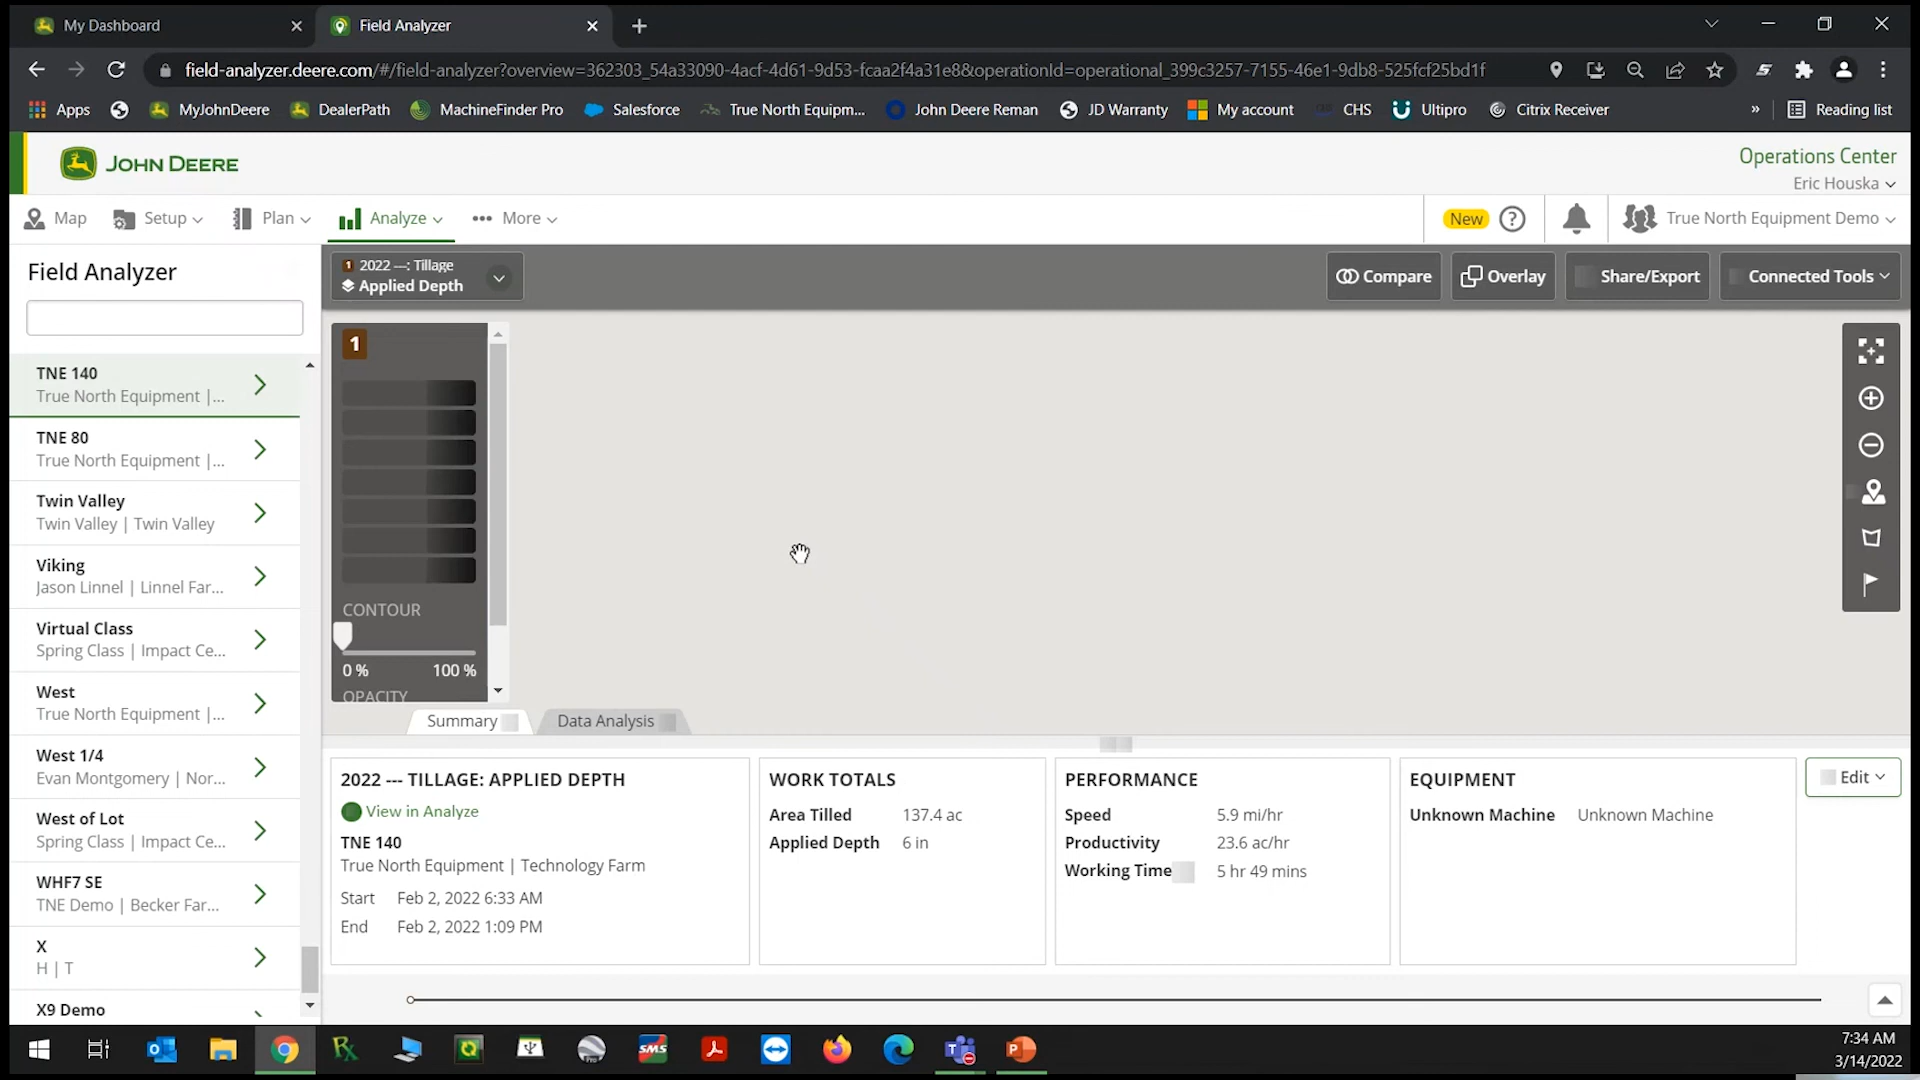 My Dashboard
Field Analyzer
field-analyzer.deere.com/#/field-analyzer?overview=362303_54a33090-4acf-4d61-9d53-fcaa2f4a31e8&operationId=operational_399c3257-7155-46e1-9db8-525fcf25bd1f
Apps MyJohnDeere DealerPath MachineFinder Pro Salesforce True North Equipm... John Deere Reman JD Warranty My account CHS Ultipro Citrix Receiver » Reading list
JOHN DEERE
Operations Center
Eric Houska
Map Setup Plan Analyze More New ? True North Equipment Demo
Field Analyzer
1 2022 ---: Tillage
Applied Depth
Compare Overlay Share/Export Connected Tools
TNE 140
True North Equipment |...
TNE 80
True North Equipment |...
Twin Valley
Twin Valley | Twin Valley
Viking
Jason Linnel | Linnel Far...
Virtual Class
Spring Class | Impact Ce...
West
True North Equipment |...
West 1/4
Evan Montgomery | Nor...
West of Lot
Spring Class | Impact Ce...
WHF7 SE
TNE Demo | Becker Far...
X
H | T
X9 Demo
1
CONTOUR
0 % 100 %
OPACITY
Summary Data Analysis
2022 --- TILLAGE: APPLIED DEPTH
View in Analyze
TNE 140
True North Equipment | Technology Farm
Start Feb 2, 2022 6:33 AM
End Feb 2, 2022 1:09 PM
WORK TOTALS
Area Tilled 137.4 ac
Applied Depth 6 in
PERFORMANCE
Speed 5.9 mi/hr
Productivity 23.6 ac/hr
Working Time 5 hr 49 mins
EQUIPMENT
Unknown Machine Unknown Machine
Edit
SMS
7:34 AM
3/14/2022